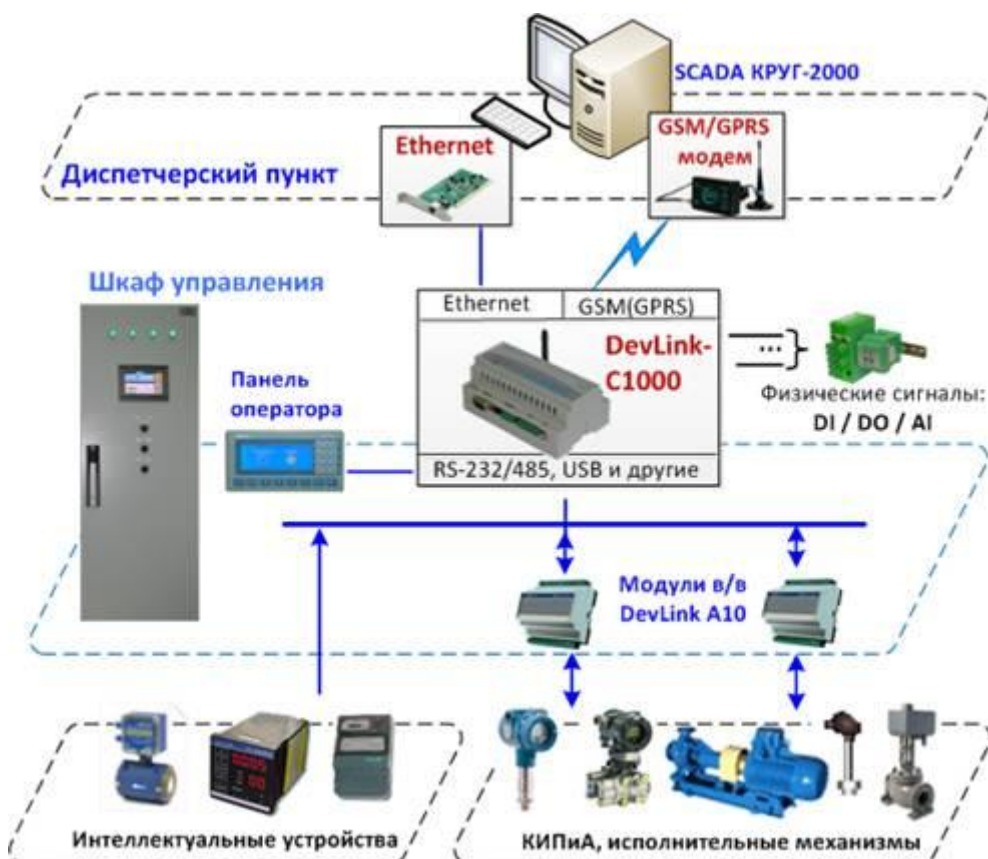 SCADA КРУГ-2000
GSM/GPRS
модем
Ethernet
Диспетчерский пункт
Шкаф управления
Ethernet
GSM(GPRS)
DevLink-
C1000
...
Панель
оператора
Физические сигналы:
DI / DO / AI
RS-232/485, USB и другие
Модули в/в
DevLink A10
Интеллектуальные устройства
КИПиА, исполнительные механизмы